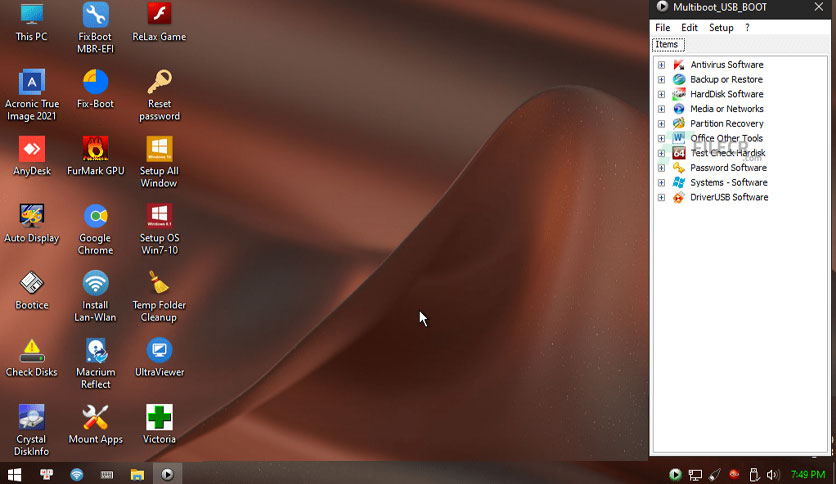 This PC
FixBoot
MBR-EFI
ReLax Game
Acronic True
Image 2021
Fix-Boot
Reset
password
AnyDesk
FurMark GPU
Setup All
Window
Auto Display
Google
Chrome
Setup OS
Win7-10
Bootice
Install
Lan-Wlan
Temp Folder
Cleanup
Check Disks
Macrium
Reflect
UltraViewer
Crystal
DiskInfo
Mount Apps
Victoria
Multiboot_USB_BOOT
File Edit Setup ?
Items
Antivirus Software
Backup or Restore
HardDisk Software
Media or Networks
Partition Recovery
Office Other Tools
64 Test Check Hardisk
Password Software
Systems - Software
DriverUSB Software
FILECR
.com
7:49 PM